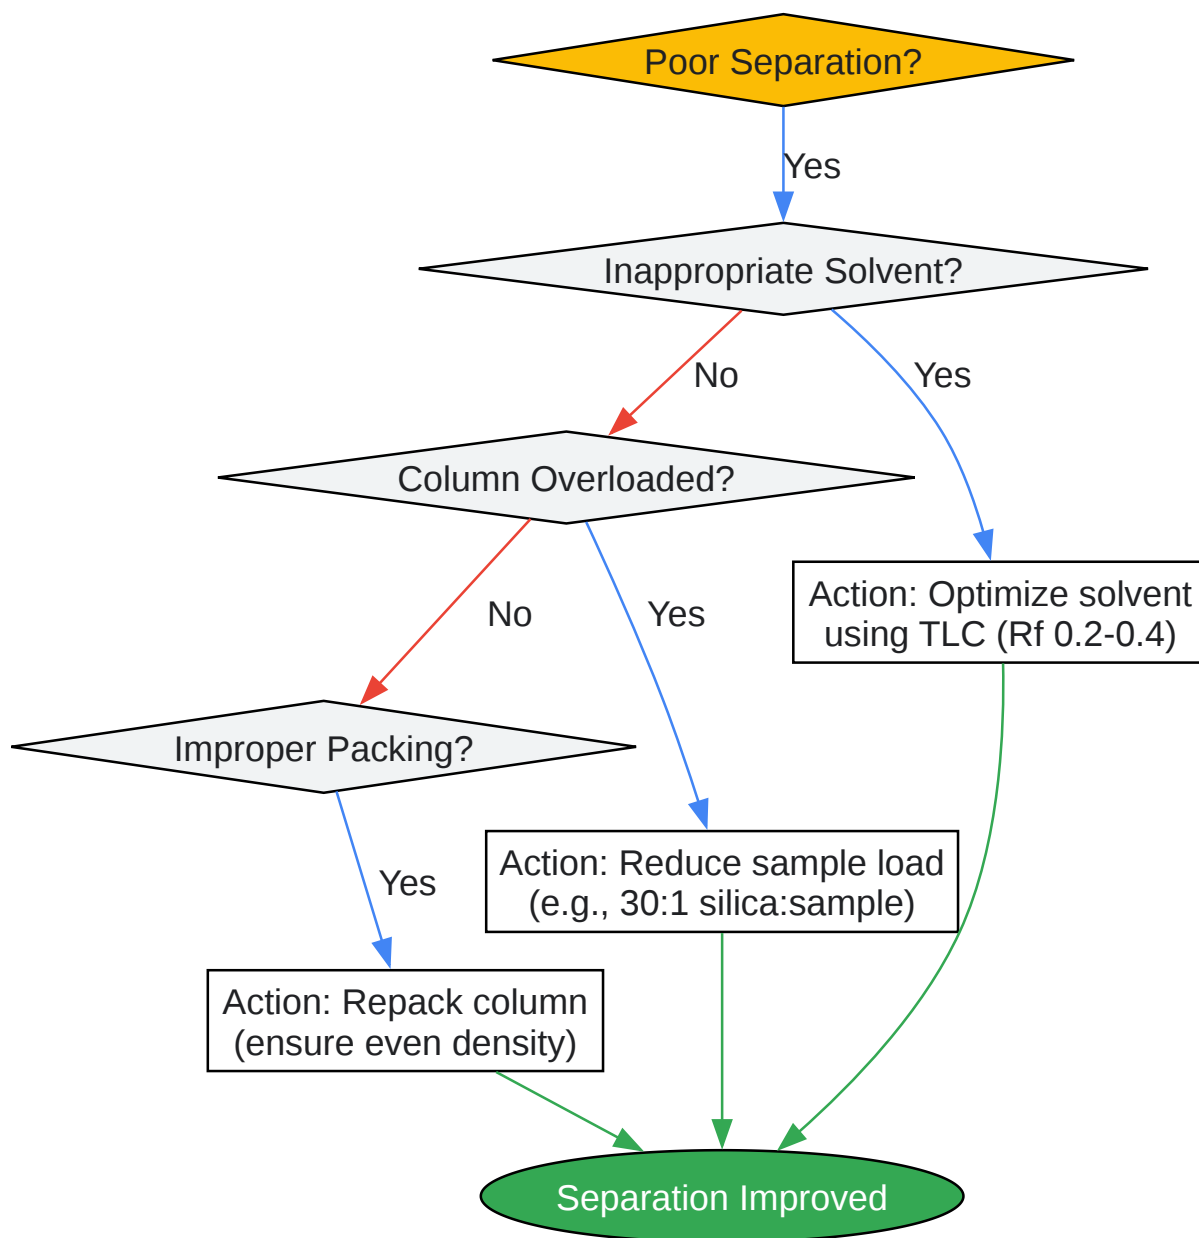 Poor Separation?
Yes
Inappropriate Solvent?
No
Yes
Column Overloaded?
No
Yes
Action: Optimize solvent
using TLC (Rf 0.2-0.4)
Improper Packing?
Yes
Action: Reduce sample load
(e.g., 30:1 silica:sample)
Action: Repack column
(ensure even density)
Separation Improved